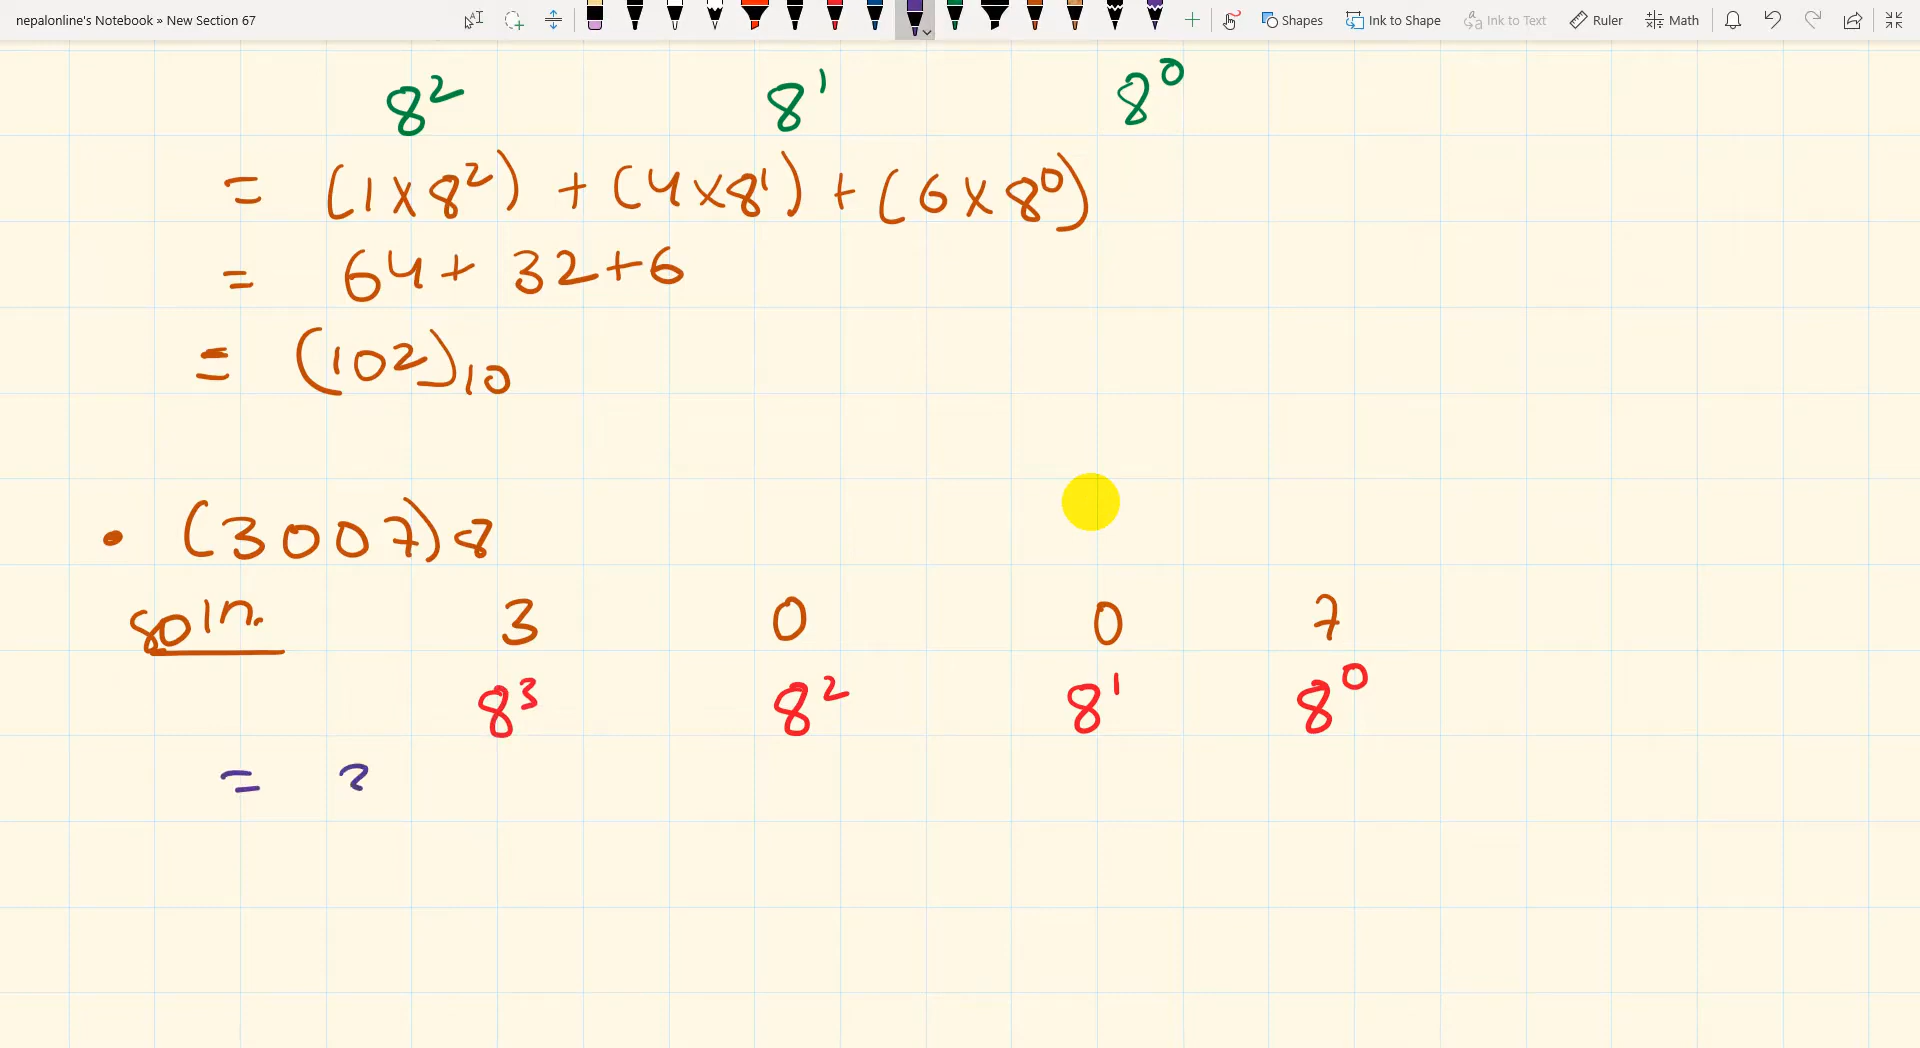 nepalonline's Notebook » New Section 67
Shapes Ink to Shape Ink to Text Ruler Math
8² 8¹ 8⁰
= (1×8²) + (4×8¹) + (6×8⁰)
= 64 + 32 + 6
= (102)₁₀
• (3007)₈
soln.
3 0 0 7
8³ 8² 8¹ 8⁰
=